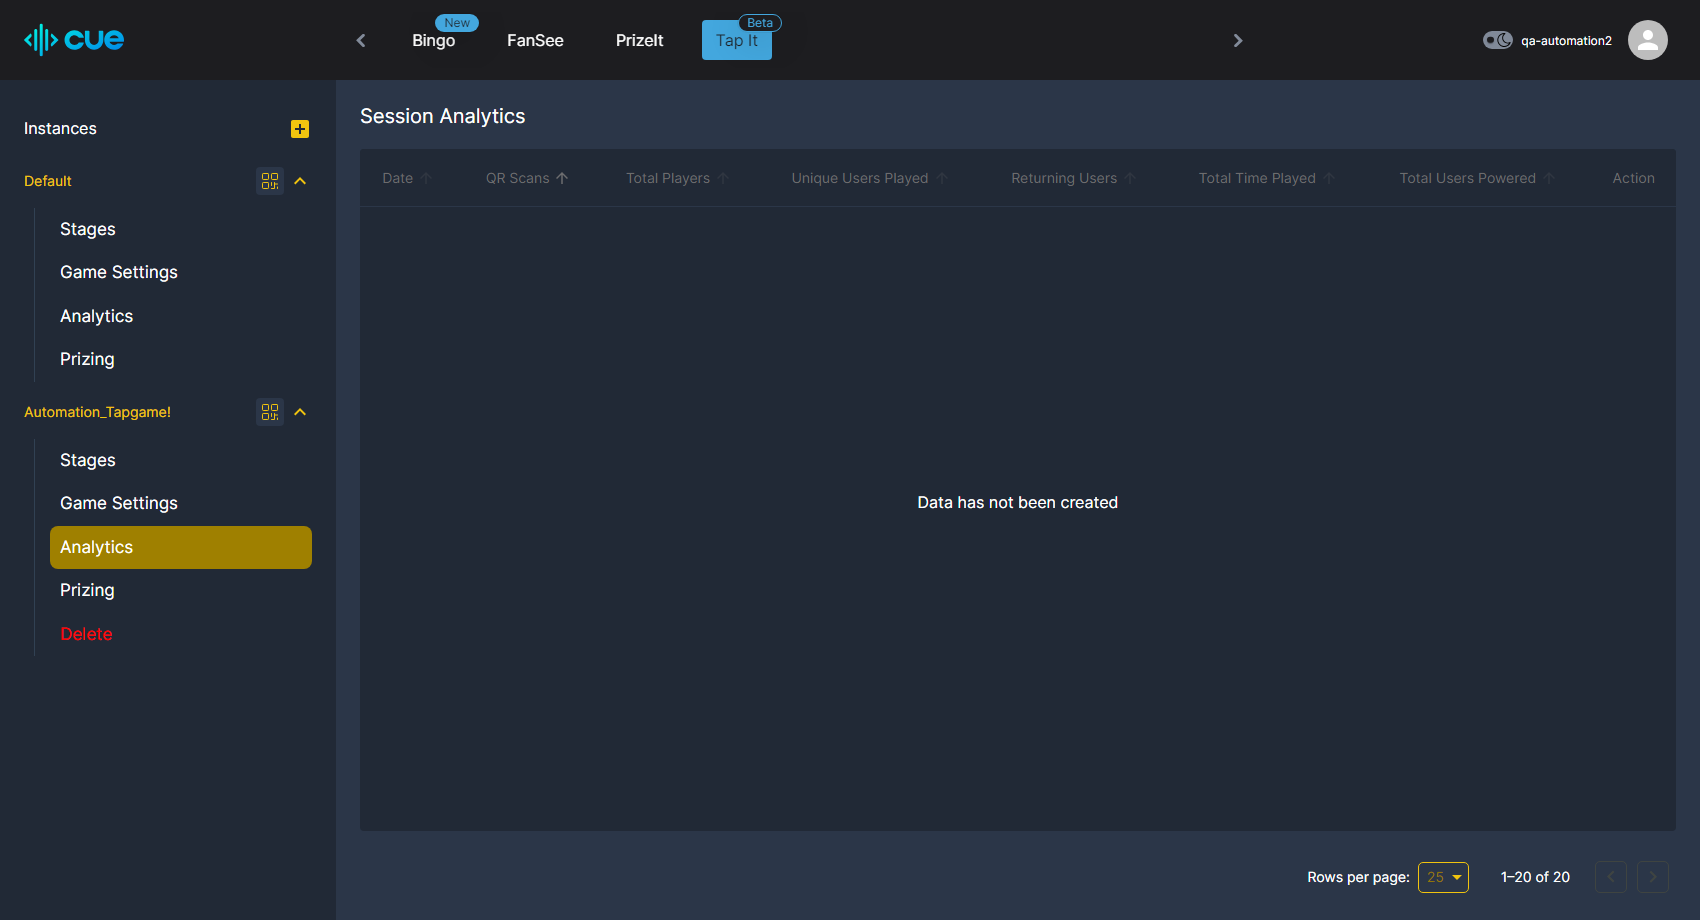 cue
Bingo
New
FanSee
PrizeIt
Tap It
Beta
qa-automation2
Instances
Default
Stages
Game Settings
Analytics
Prizing
Automation_Tapgame!
Stages
Game Settings
Analytics
Prizing
Delete
Session Analytics
Date QR Scans Total Players Unique Users Played Returning Users Total Time Played Total Users Powered Action
Data has not been created
Rows per page: 25 1–20 of 20